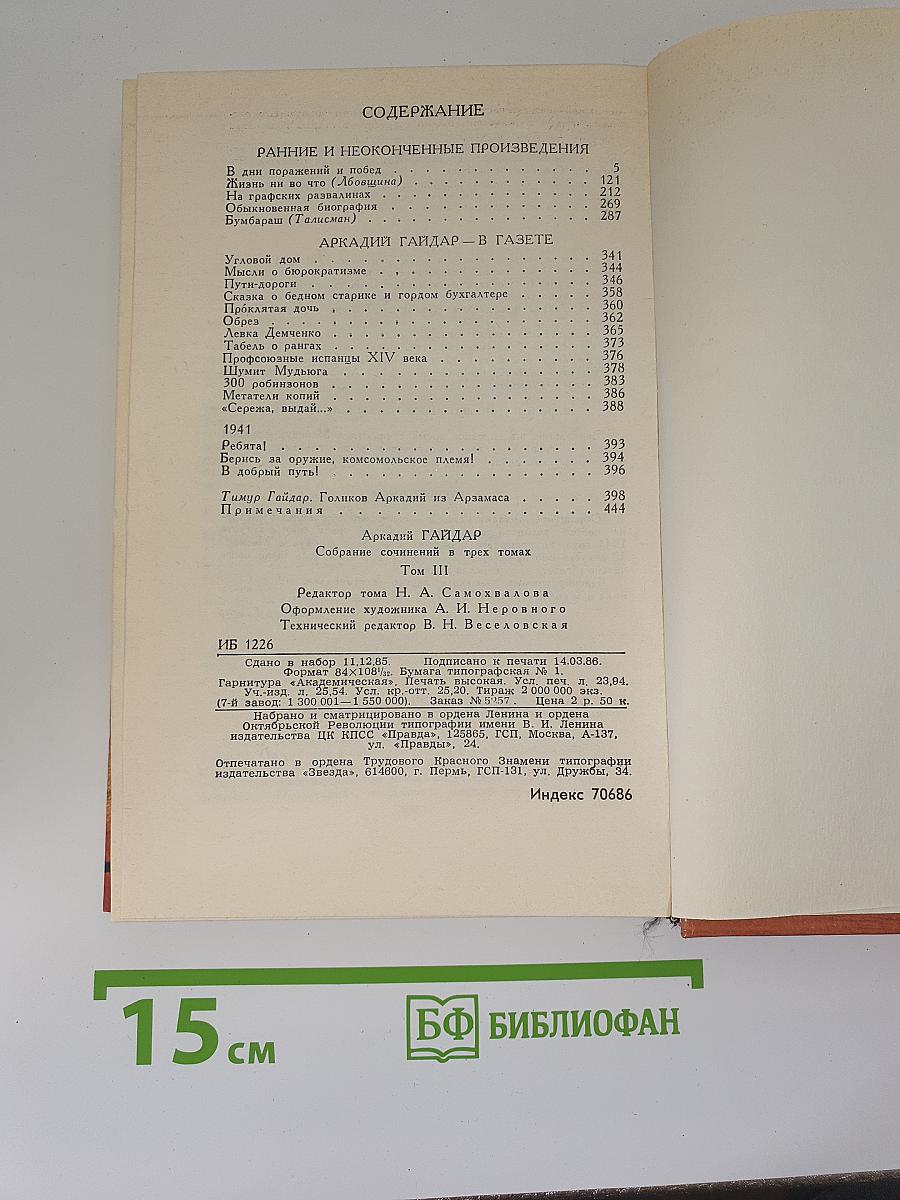 СОДЕРЖАНИЕ
РАННИЕ И НЕОКОНЧЕННЫЕ ПРОИЗВЕДЕНИЯ
В дни поражений и побед . . . . . . . . . . . . . 5
Жизнь ни во что (Лбовщина) . . . . . . . . . . . . 121
На графских развалинах . . . . . . . . . . . . . 212
Обыкновенная биография . . . . . . . . . . . . . 269
Бумбараш (Талисман) . . . . . . . . . . . . . . 287
АРКАДИЙ ГАЙДАР — В ГАЗЕТЕ
Угловой дом . . . . . . . . . . . . . . . . . 341
Мысли о бюрократизме . . . . . . . . . . . . . . 344
Пути-дороги . . . . . . . . . . . . . . . . . 346
Сказка о бедном старике и гордом бухгалтере . . . . . 358
Про́клятая дочь . . . . . . . . . . . . . . . . 360
Обрез . . . . . . . . . . . . . . . . . . . 362
Левка Демченко . . . . . . . . . . . . . . . . 365
Табель о рангах . . . . . . . . . . . . . . . . 373
Профсоюзные испанцы XIV века . . . . . . . . . . 376
Шумит Мудьюга . . . . . . . . . . . . . . . . 378
300 робинзонов . . . . . . . . . . . . . . . . 383
Метатели копий . . . . . . . . . . . . . . . . 386
«Сережа, выдай...» . . . . . . . . . . . . . . . 388
1941
Ребята! . . . . . . . . . . . . . . . . . . . 393
Берись за оружие, комсомольское племя! . . . . . . . 394
В добрый путь! . . . . . . . . . . . . . . . . 396
Тимур Гайдар. Голиков Аркадий из Арзамаса . . . . . 398
Примечания . . . . . . . . . . . . . . . . . 444
Аркадий ГАЙДАР
Собрание сочинений в трех томах
Том III
Редактор тома Н. А. Самохвалова
Оформление художника А. И. Неровного
Технический редактор В. Н. Веселовская
ИБ 1226
Сдано в набор 11.12.85. Подписано к печати 14.03.86.
Формат 84×108¹/₃₂. Бумага типографская № 1.
Гарнитура «Академическая». Печать высокая. Усл. печ. л. 23,94.
Уч.-изд. л. 25,54. Усл. кр.-отт. 25,20. Тираж 2 000 000 экз.
(7-й завод: 1 300 001—1 550 000). Заказ № 5257. Цена 2 р. 50 к.
Набрано и сматрицировано в ордена Ленина и ордена
Октябрьской Революции типографии имени В. И. Ленина
издательства ЦК КПСС «Правда», 125865, ГСП, Москва, А-137,
ул. «Правды», 24.
Отпечатано в ордена Трудового Красного Знамени типографии
издательства «Звезда», 614600, г. Пермь, ГСП-131, ул. Дружбы, 34.
Индекс 70686
15 см
БФ БИБЛИОФАН